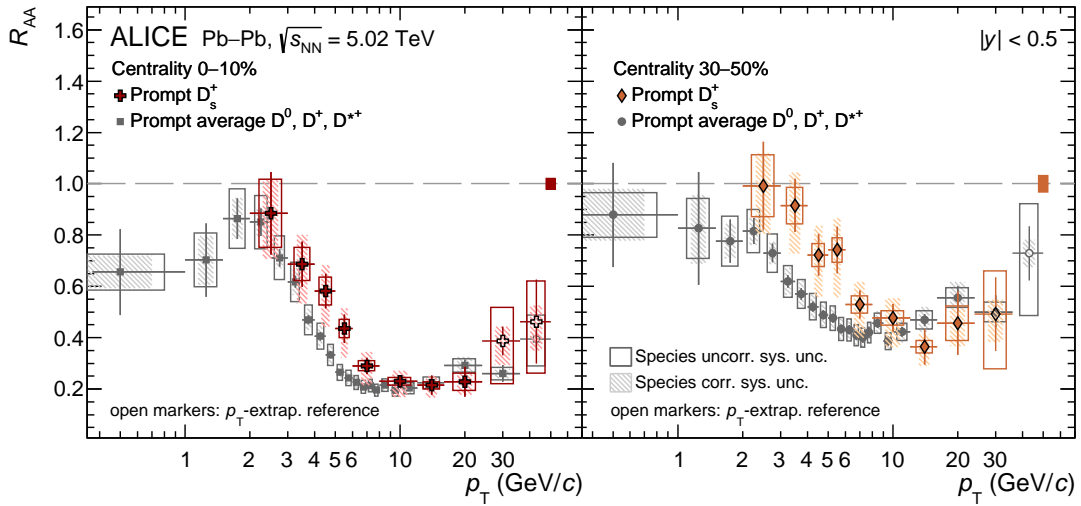 R_AA
1.6
1.4
1.2
1.0
0.8
0.6
0.4
0.2
ALICE Pb–Pb, √s_NN = 5.02 TeV
Centrality 0–10%
Prompt D_s^+
Prompt average D^0, D^+, D*^+
open markers: p_T-extrap. reference
1 2 3 4 5 6 10 20 30
p_T (GeV/c)
|y| < 0.5
Centrality 30–50%
Prompt D_s^+
Prompt average D^0, D^+, D*^+
Species uncorr. sys. unc.
Species corr. sys. unc.
open markers: p_T-extrap. reference
1 2 3 4 5 6 10 20 30
p_T (GeV/c)